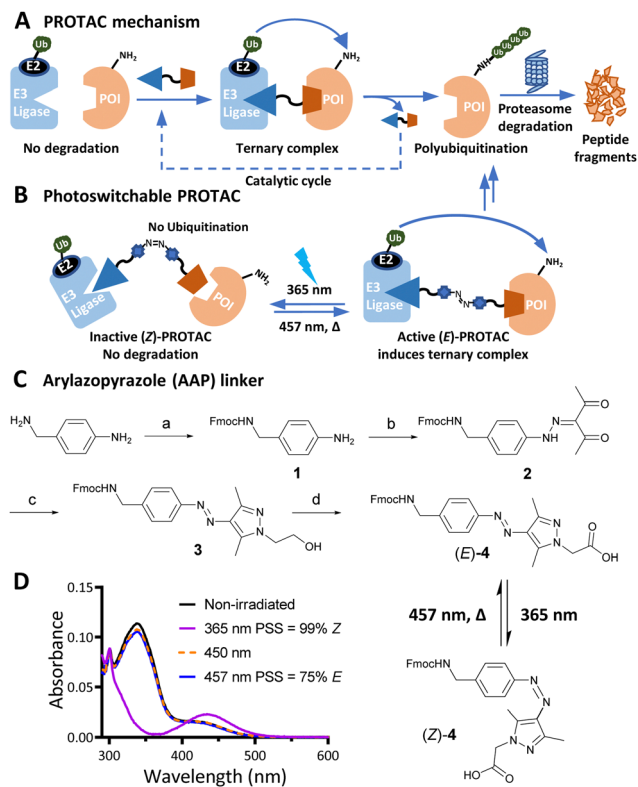 A PROTAC mechanism
Ub
E2
E3
Ligase
NH2
POI
No degradation
Ub
E2
E3
Ligase
NH2
POI
Ternary complex
Catalytic cycle
Ub Ub Ub Ub
NH
POI
Polyubiquitination
Proteasome
degradation
Peptide
fragments
B Photoswitchable PROTAC
No Ubiquitination
Ub
E2
E3
Ligase
N=N
NH2
POI
Inactive (Z)-PROTAC
No degradation
365 nm
457 nm, Δ
Ub
E2
E3
Ligase
N
N
NH2
POI
Active (E)-PROTAC
induces ternary complex
C Arylazopyrazole (AAP) linker
H2N
NH2
a
FmocHN
NH2
1
b
FmocHN
N
H
N
O
O
2
c
FmocHN
N
N
N
N
OH
3
d
FmocHN
N
N
N
N
O
OH
(E)-4
457 nm, Δ
365 nm
FmocHN
N
N
N
N
O
HO
(Z)-4
D
Absorbance
0.15
0.10
0.05
0.00
300 400 500 600
Wavelength (nm)
Non-irradiated
365 nm PSS = 99% Z
450 nm
457 nm PSS = 75% E